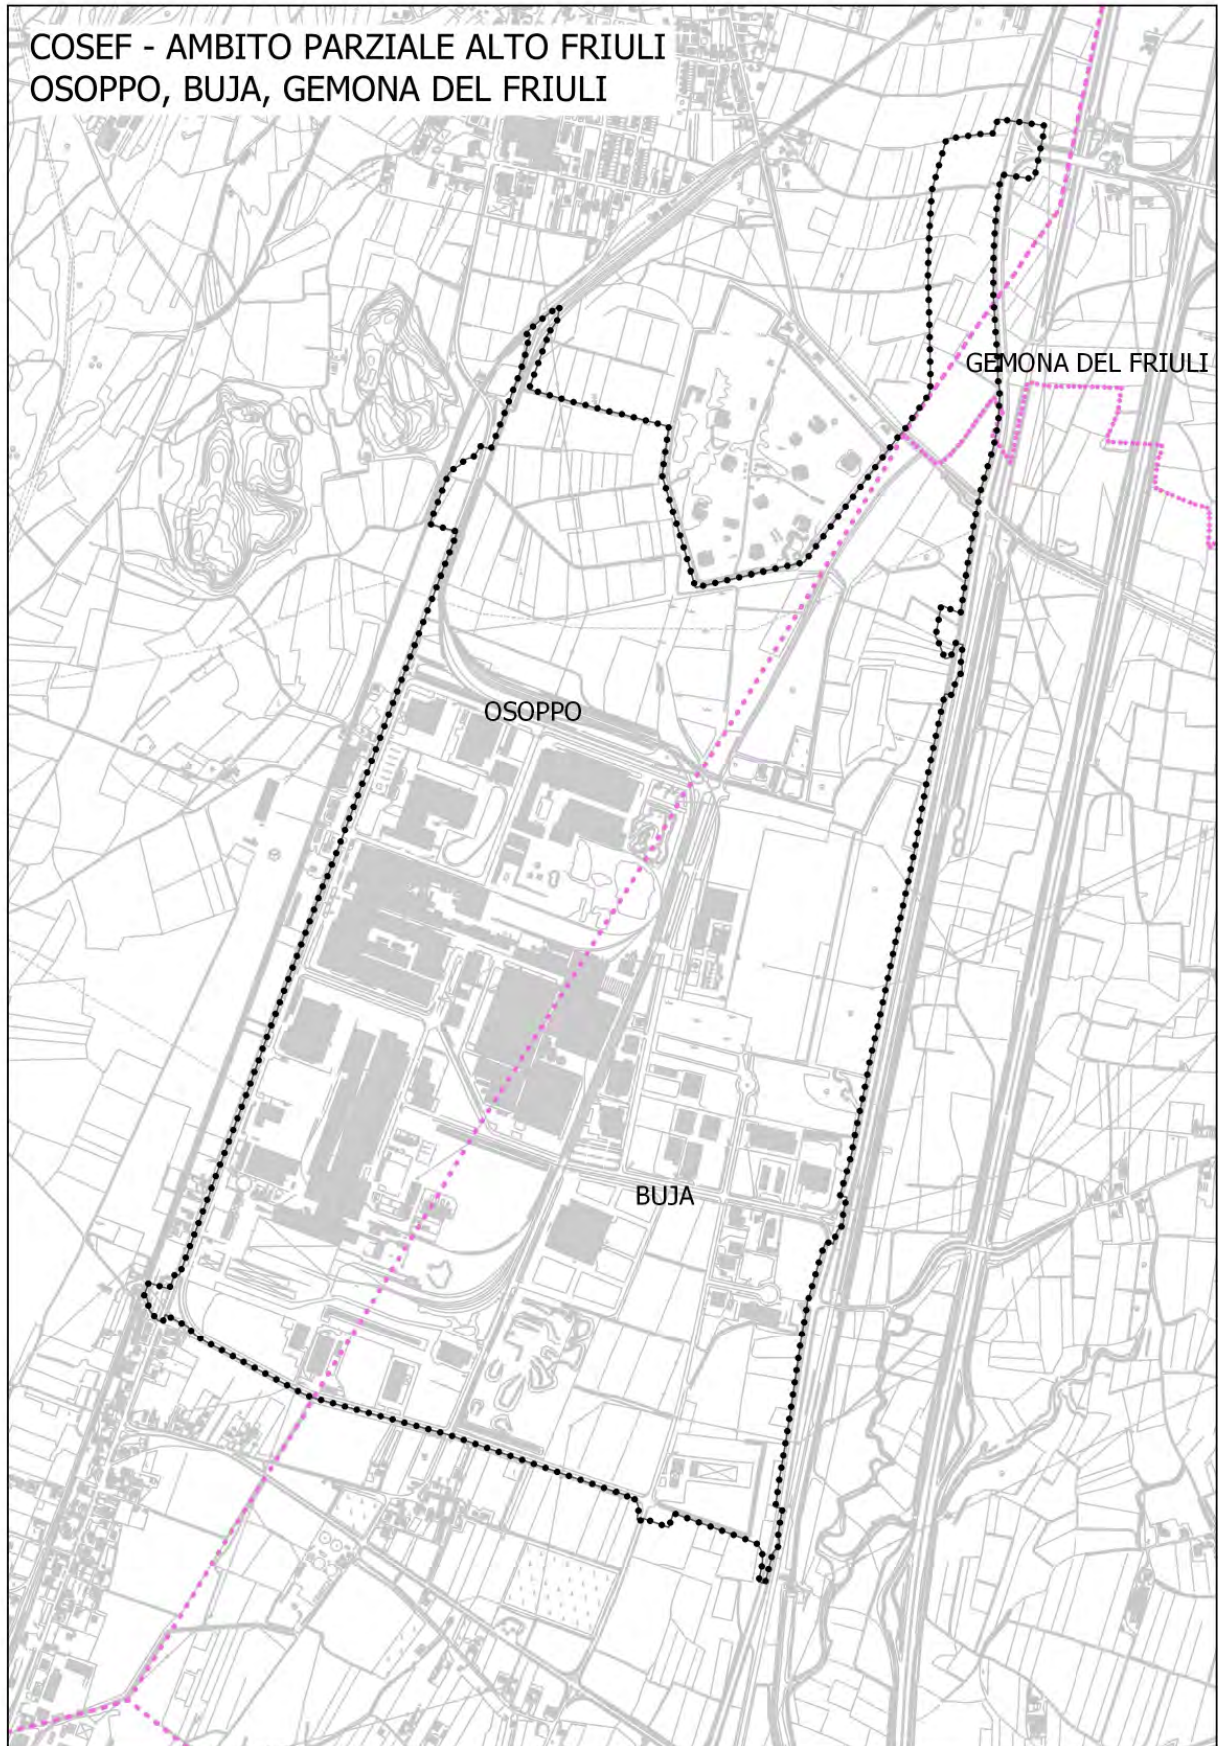 COSEF - AMBITO PARZIALE ALTO FRIULI
OSOPPO, BUJA, GEMONA DEL FRIULI
GEMONA DEL FRIULI
OSOPPO
BUJA